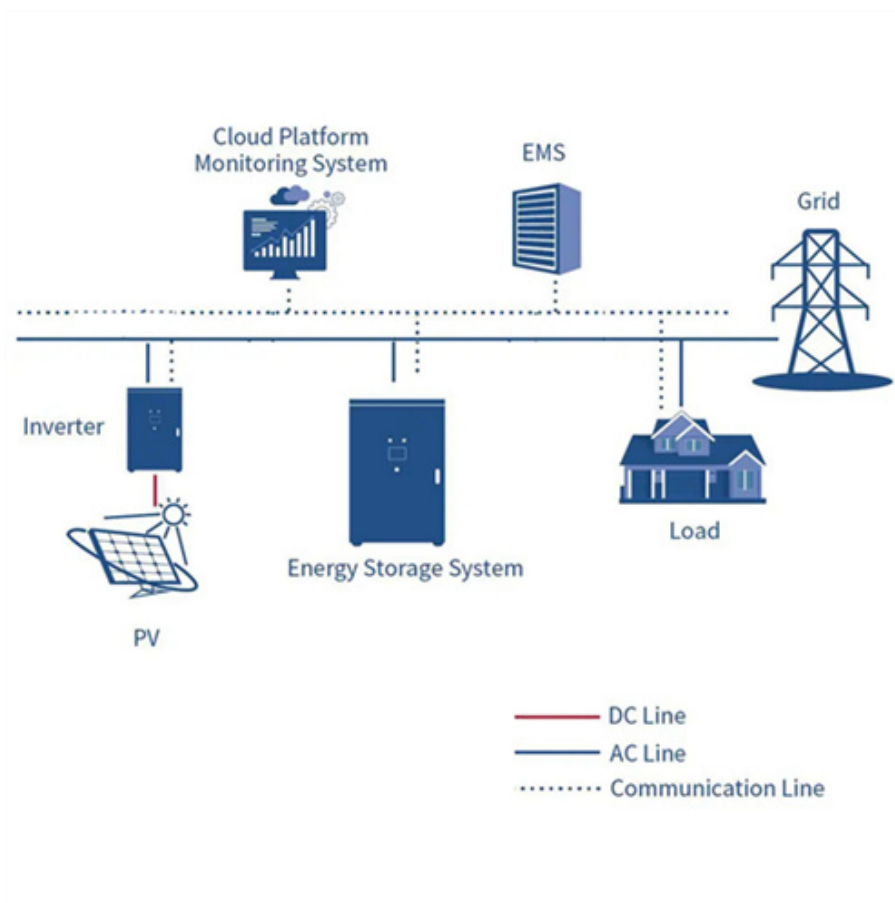 Cloud Platform
Monitoring System
EMS
Grid
Inverter
Load
Energy Storage System
PV
DC Line
AC Line
Communication Line